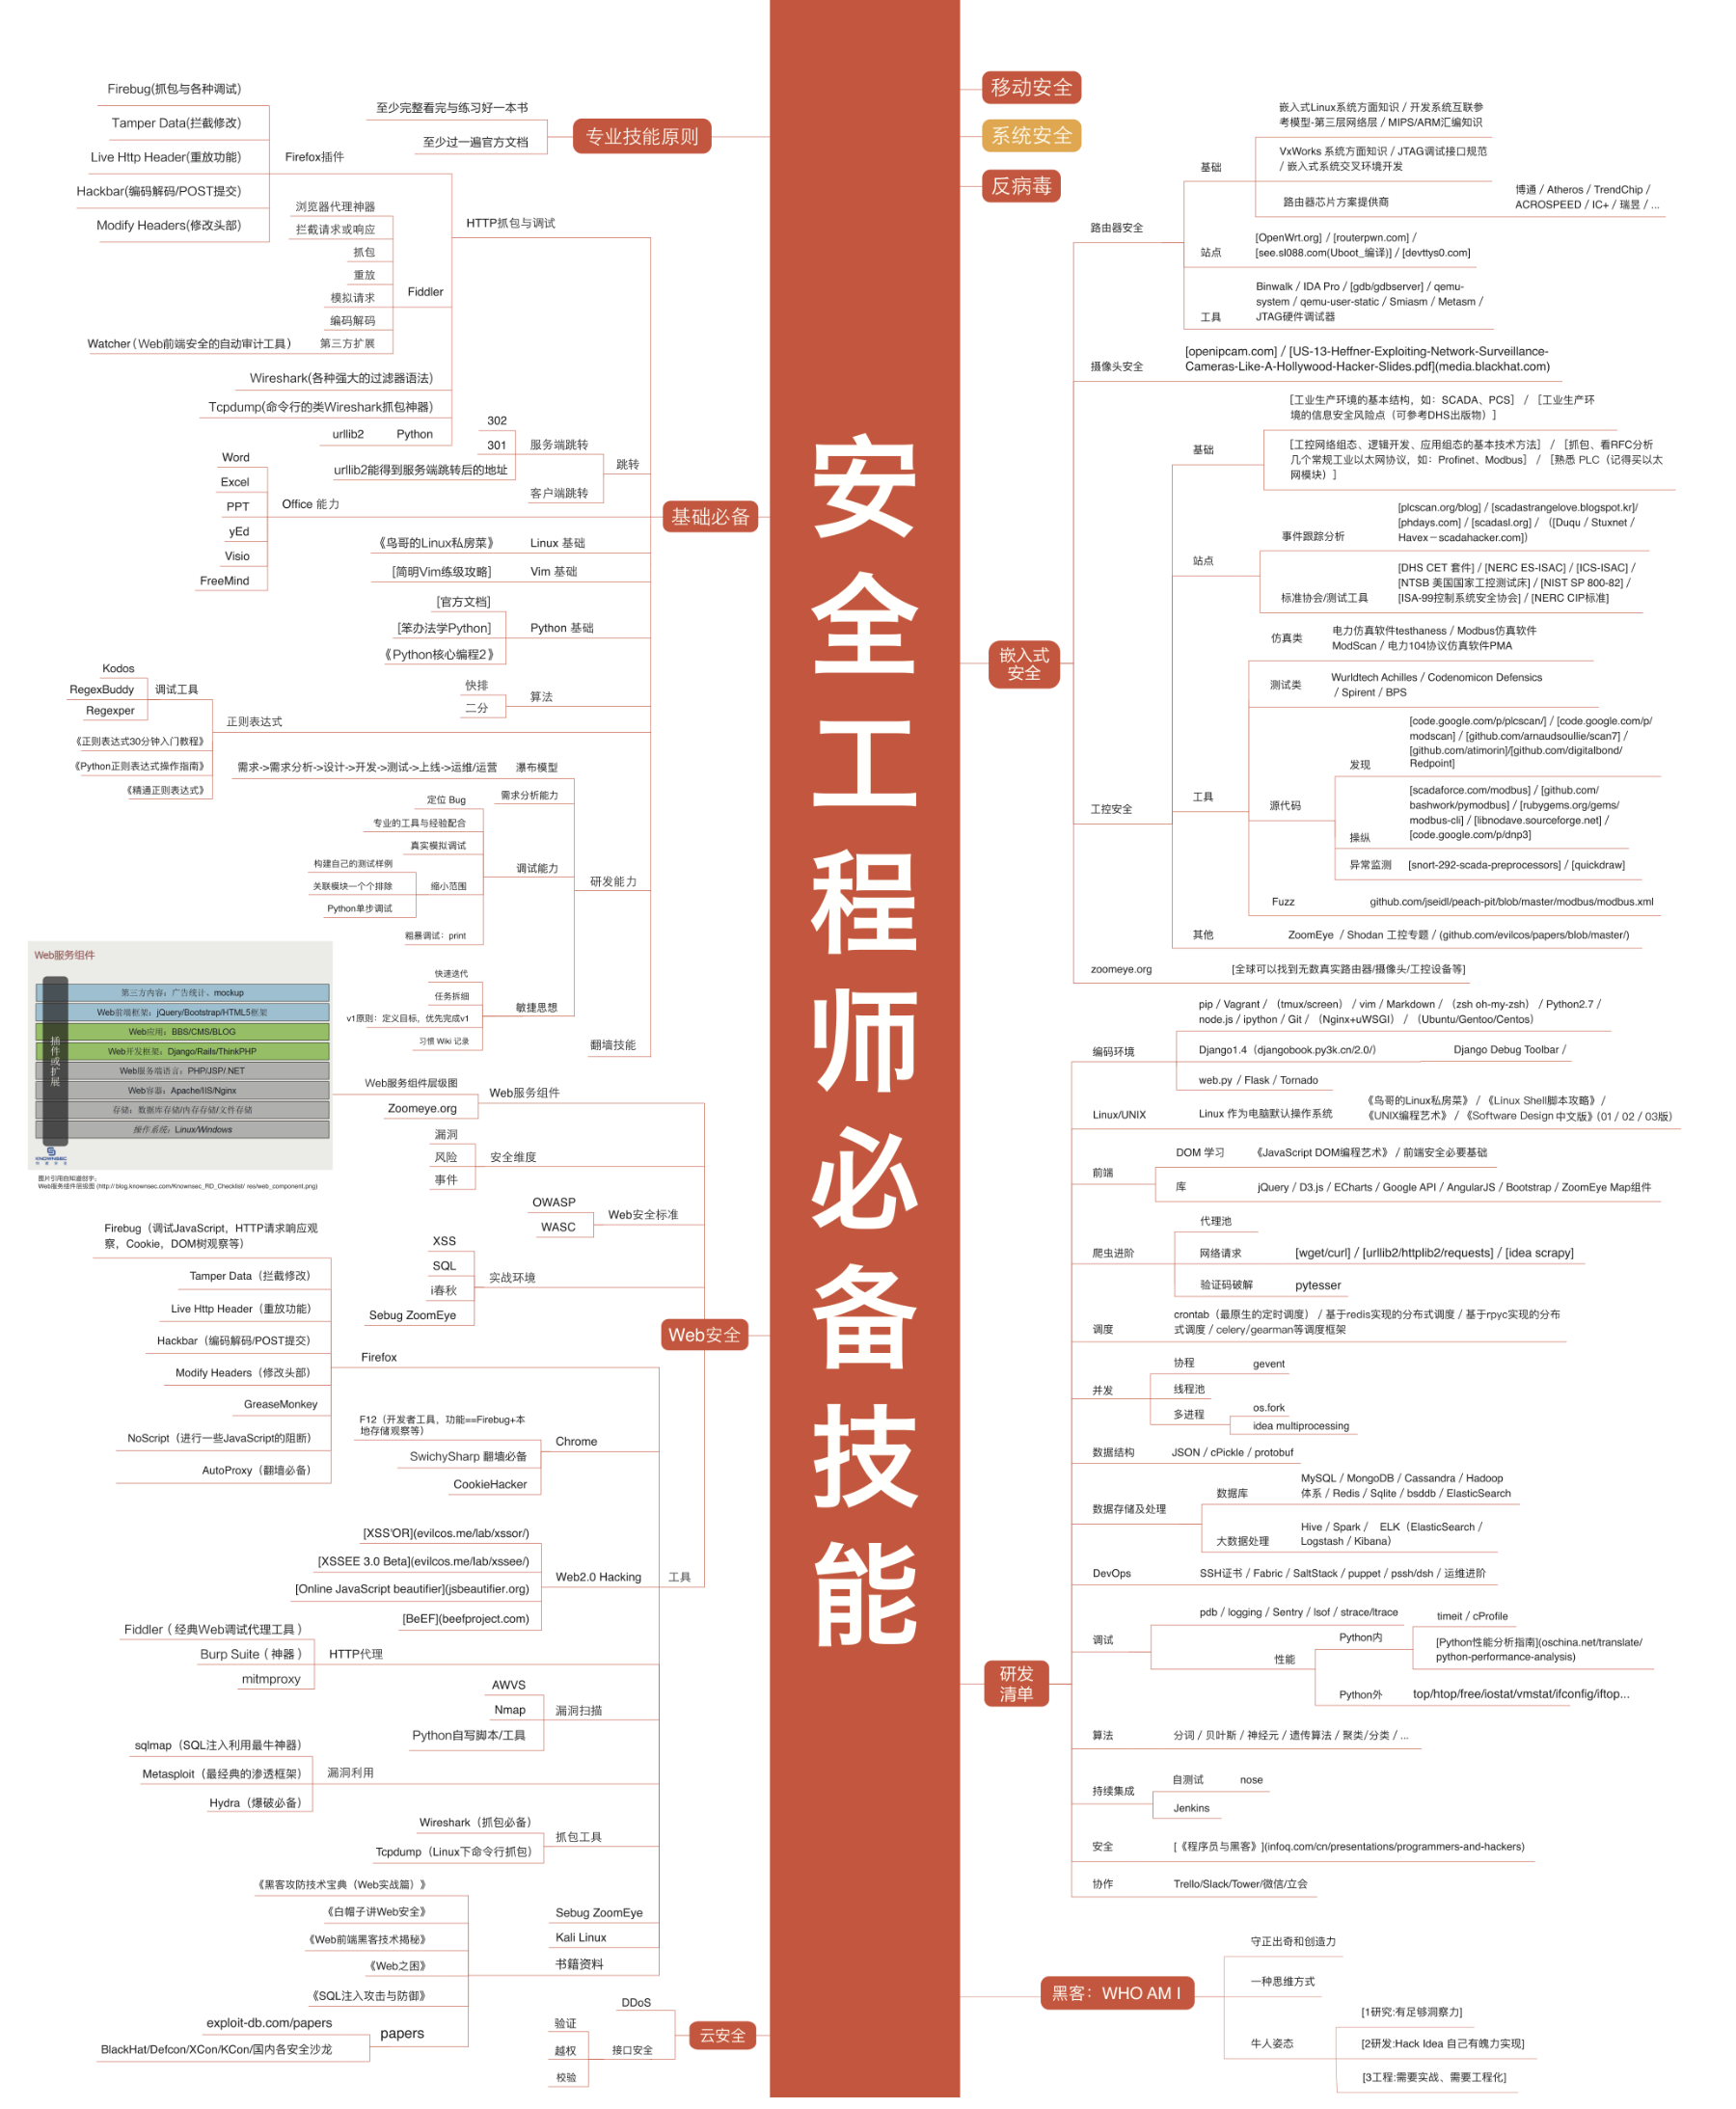 安全工程师必备技能
专业技能原则
至少完整看完与练习好一本书
至少过一遍官方文档
基础必备
HTTP抓包与调试
Firefox插件
Firebug(抓包与各种调试)
Tamper Data(拦截修改)
Live Http Header(重放功能)
Hackbar(编码解码/POST提交)
Modify Headers(修改头部)
Fiddler
浏览器代理神器
拦截请求或响应
抓包
重放
模拟请求
编码解码
第三方扩展
Watcher（Web前端安全的自动审计工具）
Wireshark(各种强大的过滤器语法)
Tcpdump(命令行的类Wireshark抓包神器)
Python
urllib2
跳转
服务端跳转
302
301
urllib2能得到服务端跳转后的地址
客户端跳转
Office 能力
Word
Excel
PPT
yEd
Visio
FreeMind
Linux 基础
《鸟哥的Linux私房菜》
Vim 基础
[简明Vim练级攻略]
Python 基础
[官方文档]
[笨办法学Python]
《Python核心编程2》
算法
快排
二分
正则表达式
调试工具
Kodos
RegexBuddy
Regexper
《正则表达式30分钟入门教程》
《Python正则表达式操作指南》
《精通正则表达式》
研发能力
瀑布模型
需求->需求分析->设计->开发->测试->上线->运维/运营
需求分析能力
调试能力
定位 Bug
专业的工具与经验配合
真实模拟调试
缩小范围
构建自己的测试样例
关联模块一个个排除
Python单步调试
粗暴调试：print
敏捷思想
快速迭代
任务拆细
v1原则：定义目标，优先完成v1
习惯 Wiki 记录
翻墙技能
Web安全
Web服务组件
Web服务组件层级图
Zoomeye.org
Web服务组件
插件或扩展
第三方内容：广告统计、mockup
Web前端框架：jQuery/Bootstrap/HTML5框架
Web应用：BBS/CMS/BLOG
Web开发框架：Django/Rails/ThinkPHP
Web服务端语言：PHP/JSP/.NET
Web容器：Apache/IIS/Nginx
存储：数据库存储/内存存储/文件存储
操作系统：Linux/Windows
KNOWNSEC
知道创宇
图片引用自知道创宇，
Web服务组件层级图 (http://blog.knownsec.com/Knownsec_RD_Checklist/ res/web_component.png)
安全维度
漏洞
风险
事件
Web安全标准
OWASP
WASC
实战环境
XSS
SQL
i春秋
Sebug ZoomEye
工具
Firefox
Firebug（调试JavaScript，HTTP请求响应观
察，Cookie，DOM树观察等）
Tamper Data（拦截修改）
Live Http Header（重放功能）
Hackbar（编码解码/POST提交）
Modify Headers（修改头部）
GreaseMonkey
NoScript（进行一些JavaScript的阻断）
AutoProxy（翻墙必备）
Chrome
F12（开发者工具，功能==Firebug+本
地存储观察等）
SwichySharp 翻墙必备
CookieHacker
Web2.0 Hacking
[XSS'OR](evilcos.me/lab/xssor/)
[XSSEE 3.0 Beta](evilcos.me/lab/xssee/)
[Online JavaScript beautifier](jsbeautifier.org)
[BeEF](beefproject.com)
HTTP代理
Fiddler（ 经典Web调试代理工具 ）
Burp Suite（ 神器 ）
mitmproxy
漏洞扫描
AWVS
Nmap
Python自写脚本/工具
漏洞利用
sqlmap（SQL注入利用最牛神器）
Metasploit（最经典的渗透框架）
Hydra（爆破必备）
抓包工具
Wireshark（抓包必备）
Tcpdump（Linux下命令行抓包）
Sebug ZoomEye
Kali Linux
书籍资料
《黑客攻防技术宝典（Web实战篇）》
《白帽子讲Web安全》
《Web前端黑客技术揭秘》
《Web之困》
《SQL注入攻击与防御》
papers
exploit-db.com/papers
BlackHat/Defcon/XCon/KCon/国内各安全沙龙
云安全
DDoS
接口安全
验证
越权
校验
移动安全
系统安全
反病毒
嵌入式
安全
路由器安全
基础
嵌入式Linux系统方面知识 / 开发系统互联参
考模型-第三层网络层 / MIPS/ARM汇编知识
VxWorks 系统方面知识 / JTAG调试接口规范
/ 嵌入式系统交叉环境开发
路由器芯片方案提供商
博通 / Atheros / TrendChip /
ACROSPEED / IC+ / 瑞昱 / ...
站点
[OpenWrt.org] / [routerpwn.com] /
[see.sl088.com(Uboot_编译)] / [devttys0.com]
工具
Binwalk / IDA Pro / [gdb/gdbserver] / qemu-
system / qemu-user-static / Smiasm / Metasm /
JTAG硬件调试器
摄像头安全
[openipcam.com] / [US-13-Heffner-Exploiting-Network-Surveillance-
Cameras-Like-A-Hollywood-Hacker-Slides.pdf](media.blackhat.com)
工控安全
基础
［工业生产环境的基本结构，如：SCADA、PCS］ / ［工业生产环
境的信息安全风险点（可参考DHS出版物）］
［工控网络组态、逻辑开发、应用组态的基本技术方法］ / ［抓包、看RFC分析
几个常规工业以太网协议，如：Profinet、Modbus］ / ［熟悉 PLC（记得买以太
网模块）］
站点
事件跟踪分析
[plcscan.org/blog] / [scadastrangelove.blogspot.kr]/
[phdays.com] / [scadasl.org] / （[Duqu / Stuxnet /
Havex－scadahacker.com]）
标准协会/测试工具
[DHS CET 套件] / [NERC ES-ISAC] / [ICS-ISAC] /
[NTSB 美国国家工控测试床] / [NIST SP 800-82] /
[ISA-99控制系统安全协会] / [NERC CIP标准]
工具
仿真类
电力仿真软件testhaness / Modbus仿真软件
ModScan / 电力104协议仿真软件PMA
测试类
Wurldtech Achilles / Codenomicon Defensics
/ Spirent / BPS
源代码
发现
[code.google.com/p/plcscan/] / [code.google.com/p/
modscan] / [github.com/arnaudsoullie/scan7] /
[github.com/atimorin]/[github.com/digitalbond/
Redpoint]
操纵
[scadaforce.com/modbus] / [github.com/
bashwork/pymodbus] / [rubygems.org/gems/
modbus-cli] / [libnodave.sourceforge.net] /
[code.google.com/p/dnp3]
异常监测
[snort-292-scada-preprocessors] / [quickdraw]
Fuzz
github.com/jseidl/peach-pit/blob/master/modbus/modbus.xml
其他
ZoomEye / Shodan 工控专题 / (github.com/evilcos/papers/blob/master/)
zoomeye.org
[全球可以找到无数真实路由器/摄像头/工控设备等]
研发
清单
编码环境
pip / Vagrant / （tmux/screen） / vim / Markdown / （zsh oh-my-zsh） / Python2.7 /
node.js / ipython / Git / （Nginx+uWSGI） / （Ubuntu/Gentoo/Centos）
Django1.4（djangobook.py3k.cn/2.0/）
Django Debug Toolbar /
web.py / Flask / Tornado
Linux/UNIX
Linux 作为电脑默认操作系统
《鸟哥的Linux私房菜》 / 《Linux Shell脚本攻略》 /
《UNIX编程艺术》 / 《Software Design 中文版》（01 / 02 / 03版）
前端
DOM 学习
《JavaScript DOM编程艺术》 / 前端安全必要基础
库
jQuery / D3.js / ECharts / Google API / AngularJS / Bootstrap / ZoomEye Map组件
爬虫进阶
代理池
网络请求
[wget/curl] / [urllib2/httplib2/requests] / [idea scrapy]
验证码破解
pytesser
调度
crontab（最原生的定时调度） / 基于redis实现的分布式调度 / 基于rpyc实现的分布
式调度 / celery/gearman等调度框架
并发
协程
gevent
线程池
多进程
os.fork
idea multiprocessing
数据结构
JSON / cPickle / protobuf
数据存储及处理
数据库
MySQL / MongoDB / Cassandra / Hadoop
体系 / Redis / Sqlite / bsddb / ElasticSearch
大数据处理
Hive / Spark / ELK（ElasticSearch /
Logstash / Kibana）
DevOps
SSH证书 / Fabric / SaltStack / puppet / pssh/dsh / 运维进阶
调试
pdb / logging / Sentry / lsof / strace/ltrace
性能
Python内
timeit / cProfile
[Python性能分析指南](oschina.net/translate/
python-performance-analysis)
Python外
top/htop/free/iostat/vmstat/ifconfig/iftop...
算法
分词 / 贝叶斯 / 神经元 / 遗传算法 / 聚类/分类 / ...
持续集成
自测试
nose
Jenkins
安全
[《程序员与黑客》](infoq.com/cn/presentations/programmers-and-hackers)
协作
Trello/Slack/Tower/微信/立会
黑客：WHO AM I
守正出奇和创造力
一种思维方式
牛人姿态
[1研究:有足够洞察力]
[2研发:Hack Idea 自己有魄力实现]
[3工程:需要实战、需要工程化]